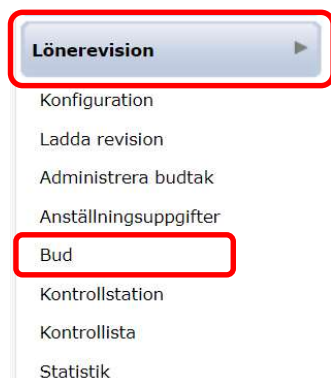 Lönerevision
Konfiguration
Ladda revision
Administrera budtak
Anställningsuppgifter
Bud
Kontrollstation
Kontrollista
Statistik